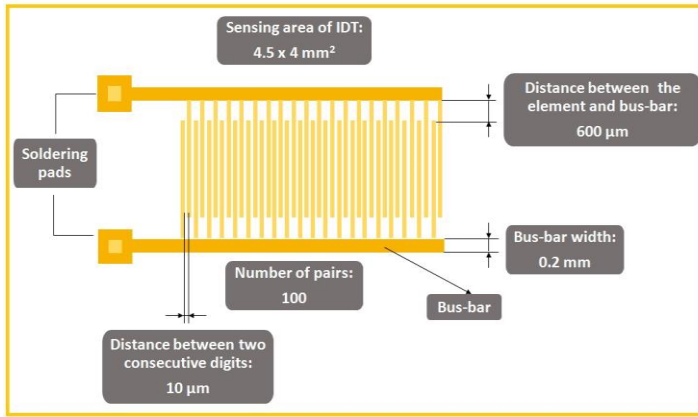 Sensing area of IDT:
4.5 x 4 mm²
Distance between the
element and bus-bar:
600 µm
Soldering
pads
Bus-bar width:
0.2 mm
Number of pairs:
100
Bus-bar
Distance between two
consecutive digits:
10 µm